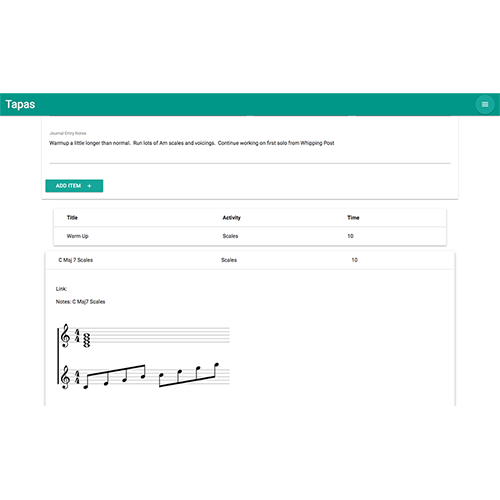 Tapas
Journal Entry Notes
Warmup a little longer than normal. Run lots of Am scales and voicings. Continue working on first solo from Whipping Post
ADD ITEM +
Title Activity Time
Warm Up Scales 10
C Maj 7 Scales Scales 10
Link:
Notes: C Maj7 Scales
4
4
4
4